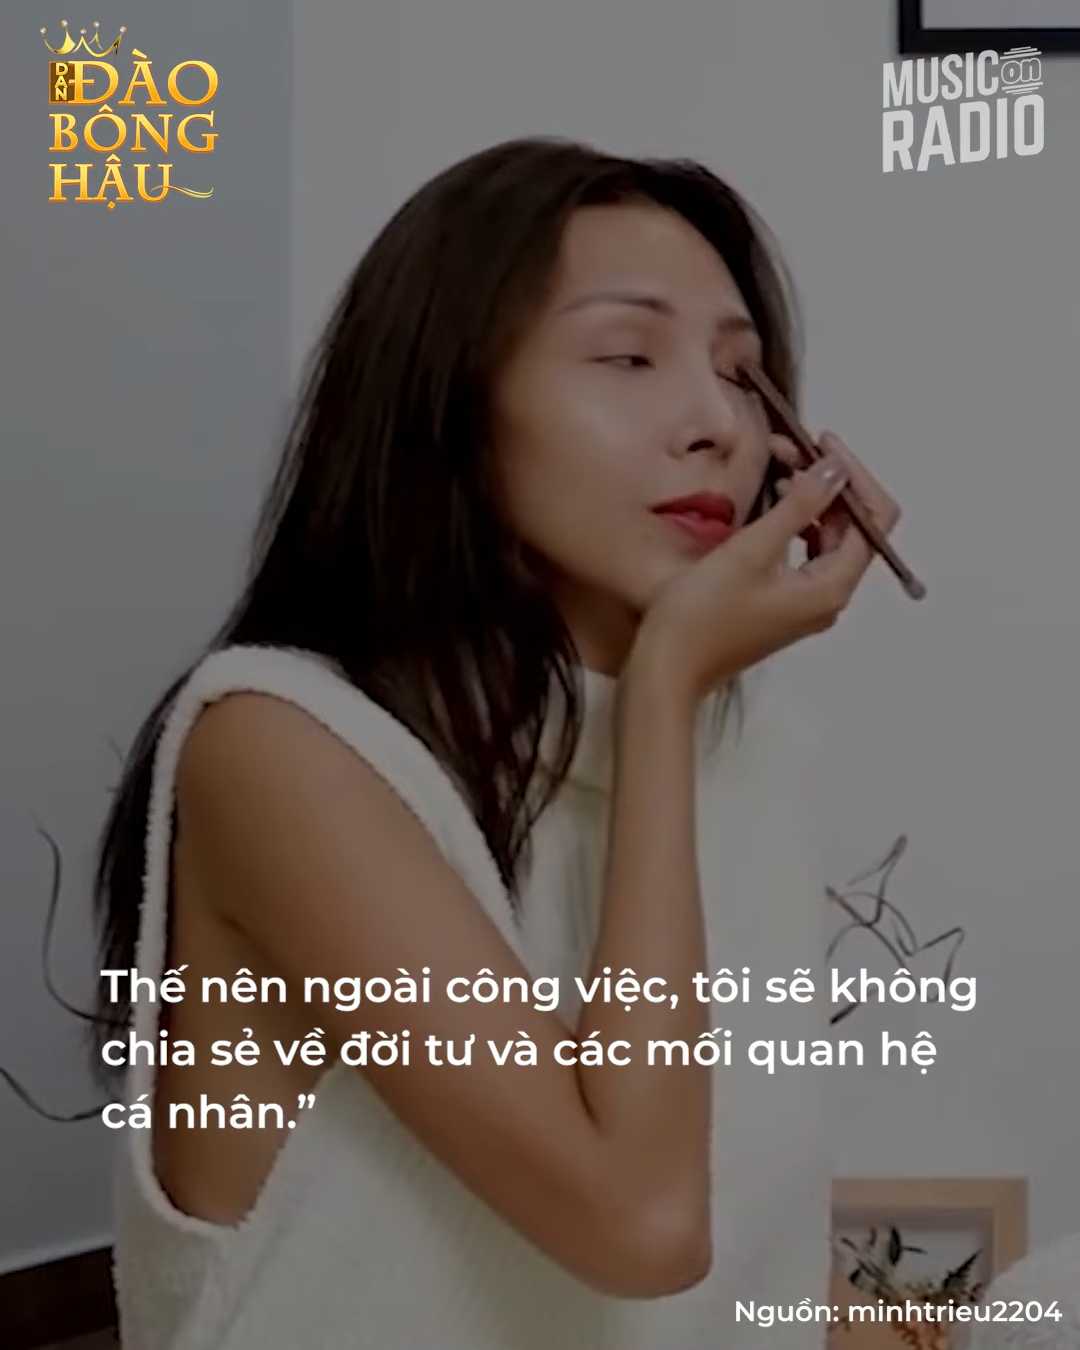 DÀN
ĐÀO
BÔNG
HẬU
MUSIC on
RADIO
Thế nên ngoài công việc, tôi sẽ không
chia sẻ về đời tư và các mối quan hệ
cá nhân.”
Nguồn: minhtrieu2204